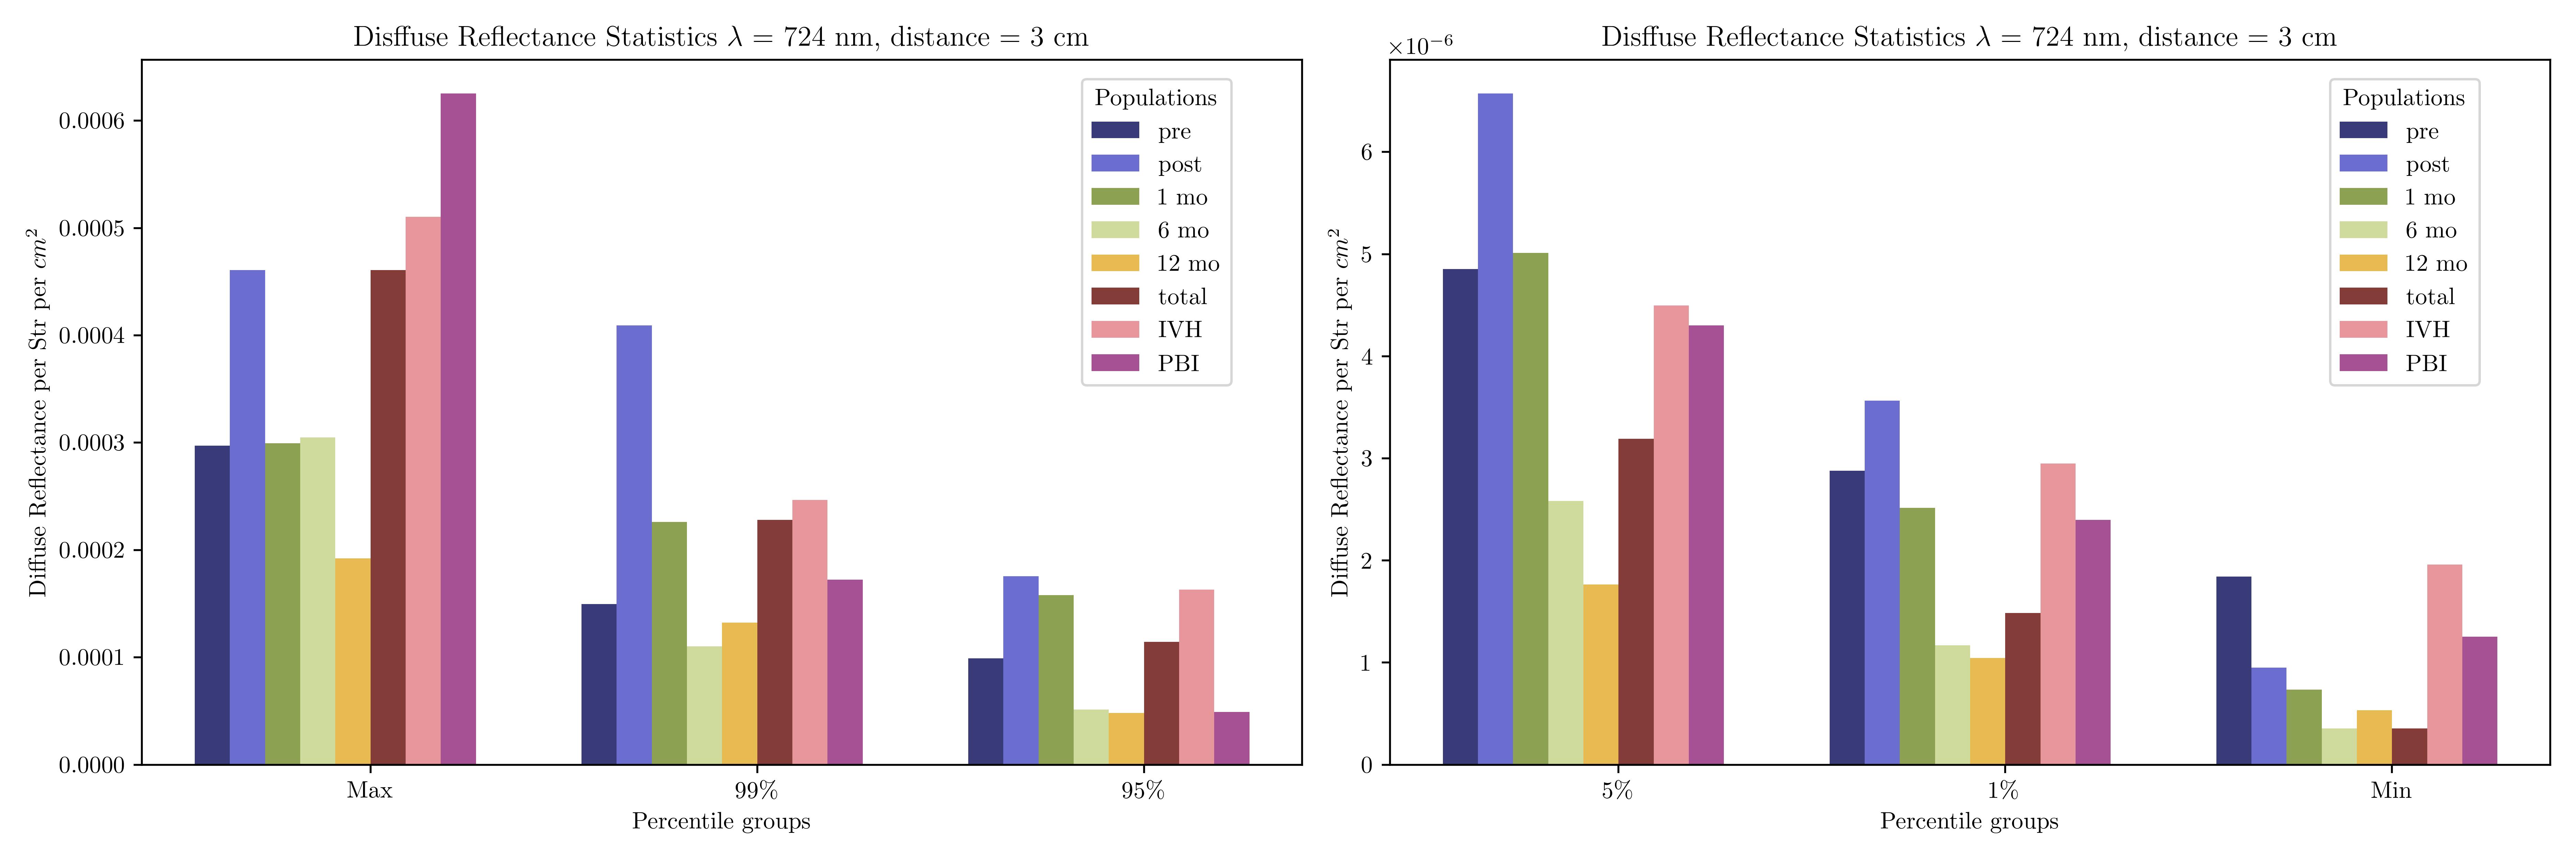 Disffuse Reflectance Statistics λ = 724 nm, distance = 3 cm
Diffuse Reflectance per Str per cm²
0.0006
0.0005
0.0004
0.0003
0.0002
0.0001
0.0000
Populations
pre
post
1 mo
6 mo
12 mo
total
IVH
PBI
Max 99% 95%
Percentile groups
Disffuse Reflectance Statistics λ = 724 nm, distance = 3 cm
×10⁻⁶
Diffuse Reflectance per Str per cm²
6
5
4
3
2
1
0
Populations
pre
post
1 mo
6 mo
12 mo
total
IVH
PBI
5% 1% Min
Percentile groups